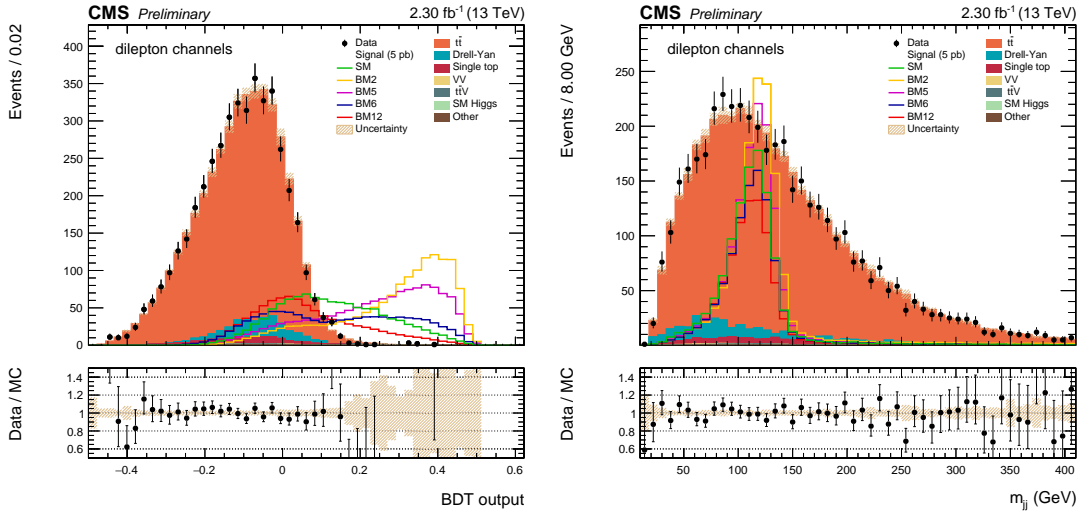 CMS Preliminary 2.30 fb⁻¹ (13 TeV)
Events / 0.02
dilepton channels
Data
Signal (5 pb)
SM
BM2
BM5
BM6
BM12
Uncertainty
tt̄
Drell-Yan
Single top
VV
tt̄V
SM Higgs
Other
400
350
300
250
200
150
100
50
0
Data / MC
1.4
1.2
1
0.8
0.6
−0.4 −0.2 0 0.2 0.4 0.6
BDT output
CMS Preliminary 2.30 fb⁻¹ (13 TeV)
Events / 8.00 GeV
dilepton channels
Data
Signal (5 pb)
SM
BM2
BM5
BM6
BM12
Uncertainty
tt̄
Drell-Yan
Single top
VV
tt̄V
SM Higgs
Other
250
200
150
100
50
0
Data / MC
1.4
1.2
1
0.8
0.6
50 100 150 200 250 300 350 400
m_jj (GeV)